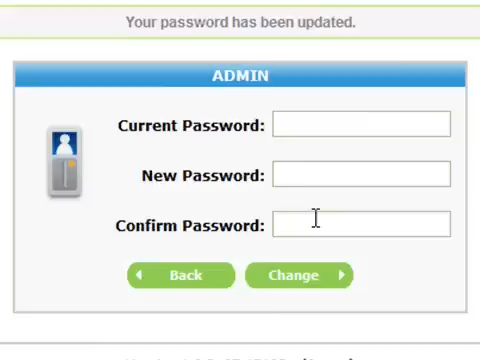 Your password has been updated.
ADMIN
Current Password:
New Password:
Confirm Password:
Back
Change